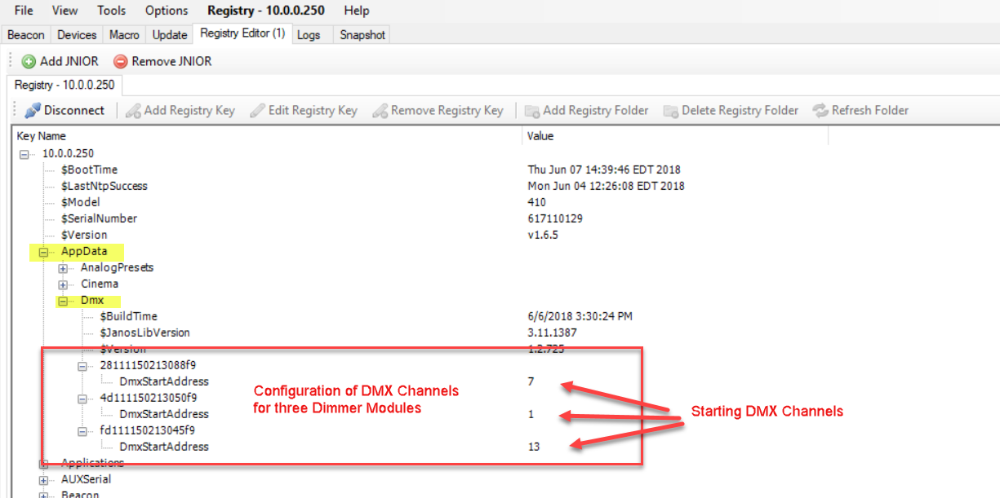 File View Tools Options Registry - 10.0.0.250 Help
Beacon Devices Macro Update Registry Editor (1) Logs Snapshot
Add JNIOR Remove JNIOR
Registry - 10.0.0.250
Disconnect Add Registry Key Edit Registry Key Remove Registry Key Add Registry Folder Delete Registry Folder Refresh Folder
Key Name Value
10.0.0.250
$BootTime Thu Jun 07 14:39:46 EDT 2018
$LastNtpSuccess Mon Jun 04 12:26:08 EDT 2018
$Model 410
$SerialNumber 617110129
$Version v1.6.5
AppData
AnalogPresets
Cinema
Dmx
$BuildTime 6/6/2018 3:30:24 PM
$JanosLibVersion 3.11.1387
$Version 1.2.725
28111150213088f9
DmxStartAddress 7
4d111150213050f9
DmxStartAddress 1
fd111150213045f9
DmxStartAddress 13
Configuration of DMX Channels
for three Dimmer Modules
Starting DMX Channels
Applications
AUXSerial
Beacon